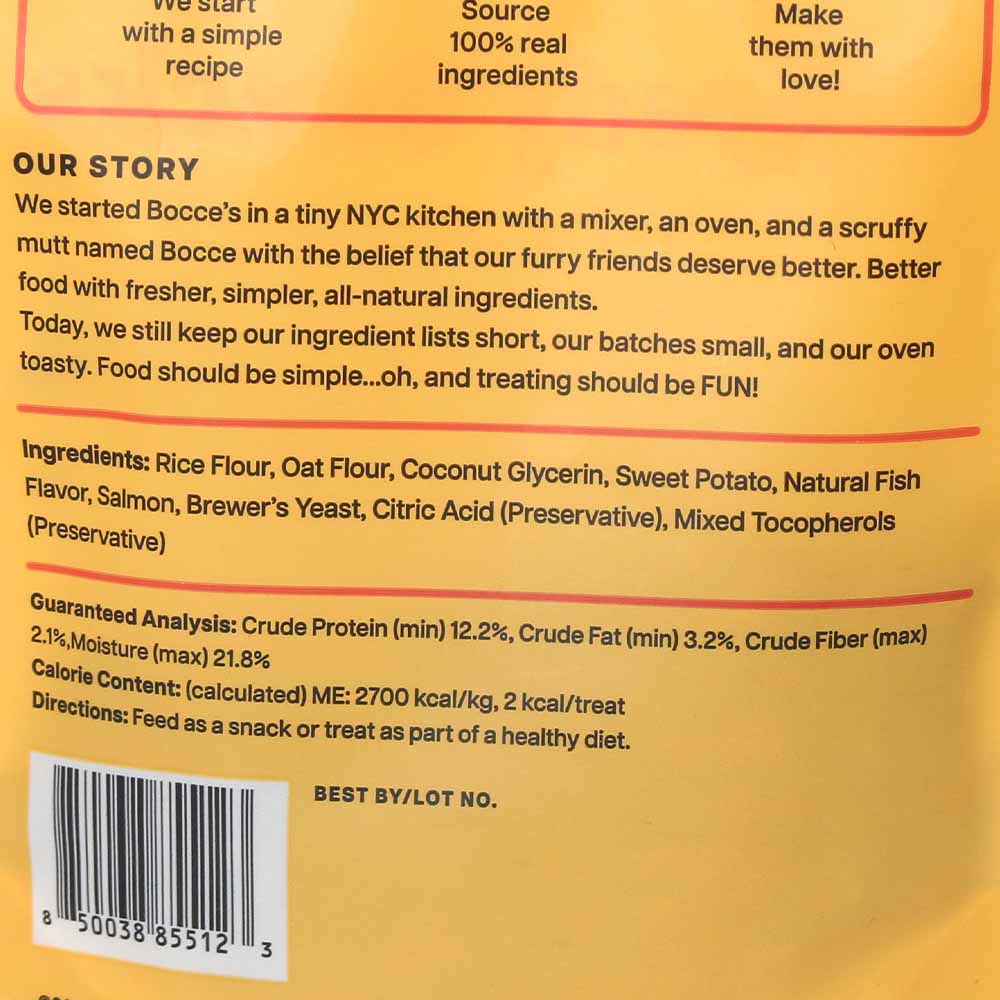 We start
with a simple
recipe
Source
100% real
ingredients
Make
them with
love!
OUR STORY
We started Bocce's in a tiny NYC kitchen with a mixer, an oven, and a scruffy
mutt named Bocce with the belief that our furry friends deserve better. Better
food with fresher, simpler, all-natural ingredients.
Today, we still keep our ingredient lists short, our batches small, and our oven
toasty. Food should be simple...oh, and treating should be FUN!
Ingredients: Rice Flour, Oat Flour, Coconut Glycerin, Sweet Potato, Natural Fish
Flavor, Salmon, Brewer's Yeast, Citric Acid (Preservative), Mixed Tocopherols
(Preservative)
Guaranteed Analysis: Crude Protein (min) 12.2%, Crude Fat (min) 3.2%, Crude Fiber (max)
2.1%,Moisture (max) 21.8%
Calorie Content: (calculated) ME: 2700 kcal/kg, 2 kcal/treat
Directions: Feed as a snack or treat as part of a healthy diet.
BEST BY/LOT NO.
8 50038 85512 3